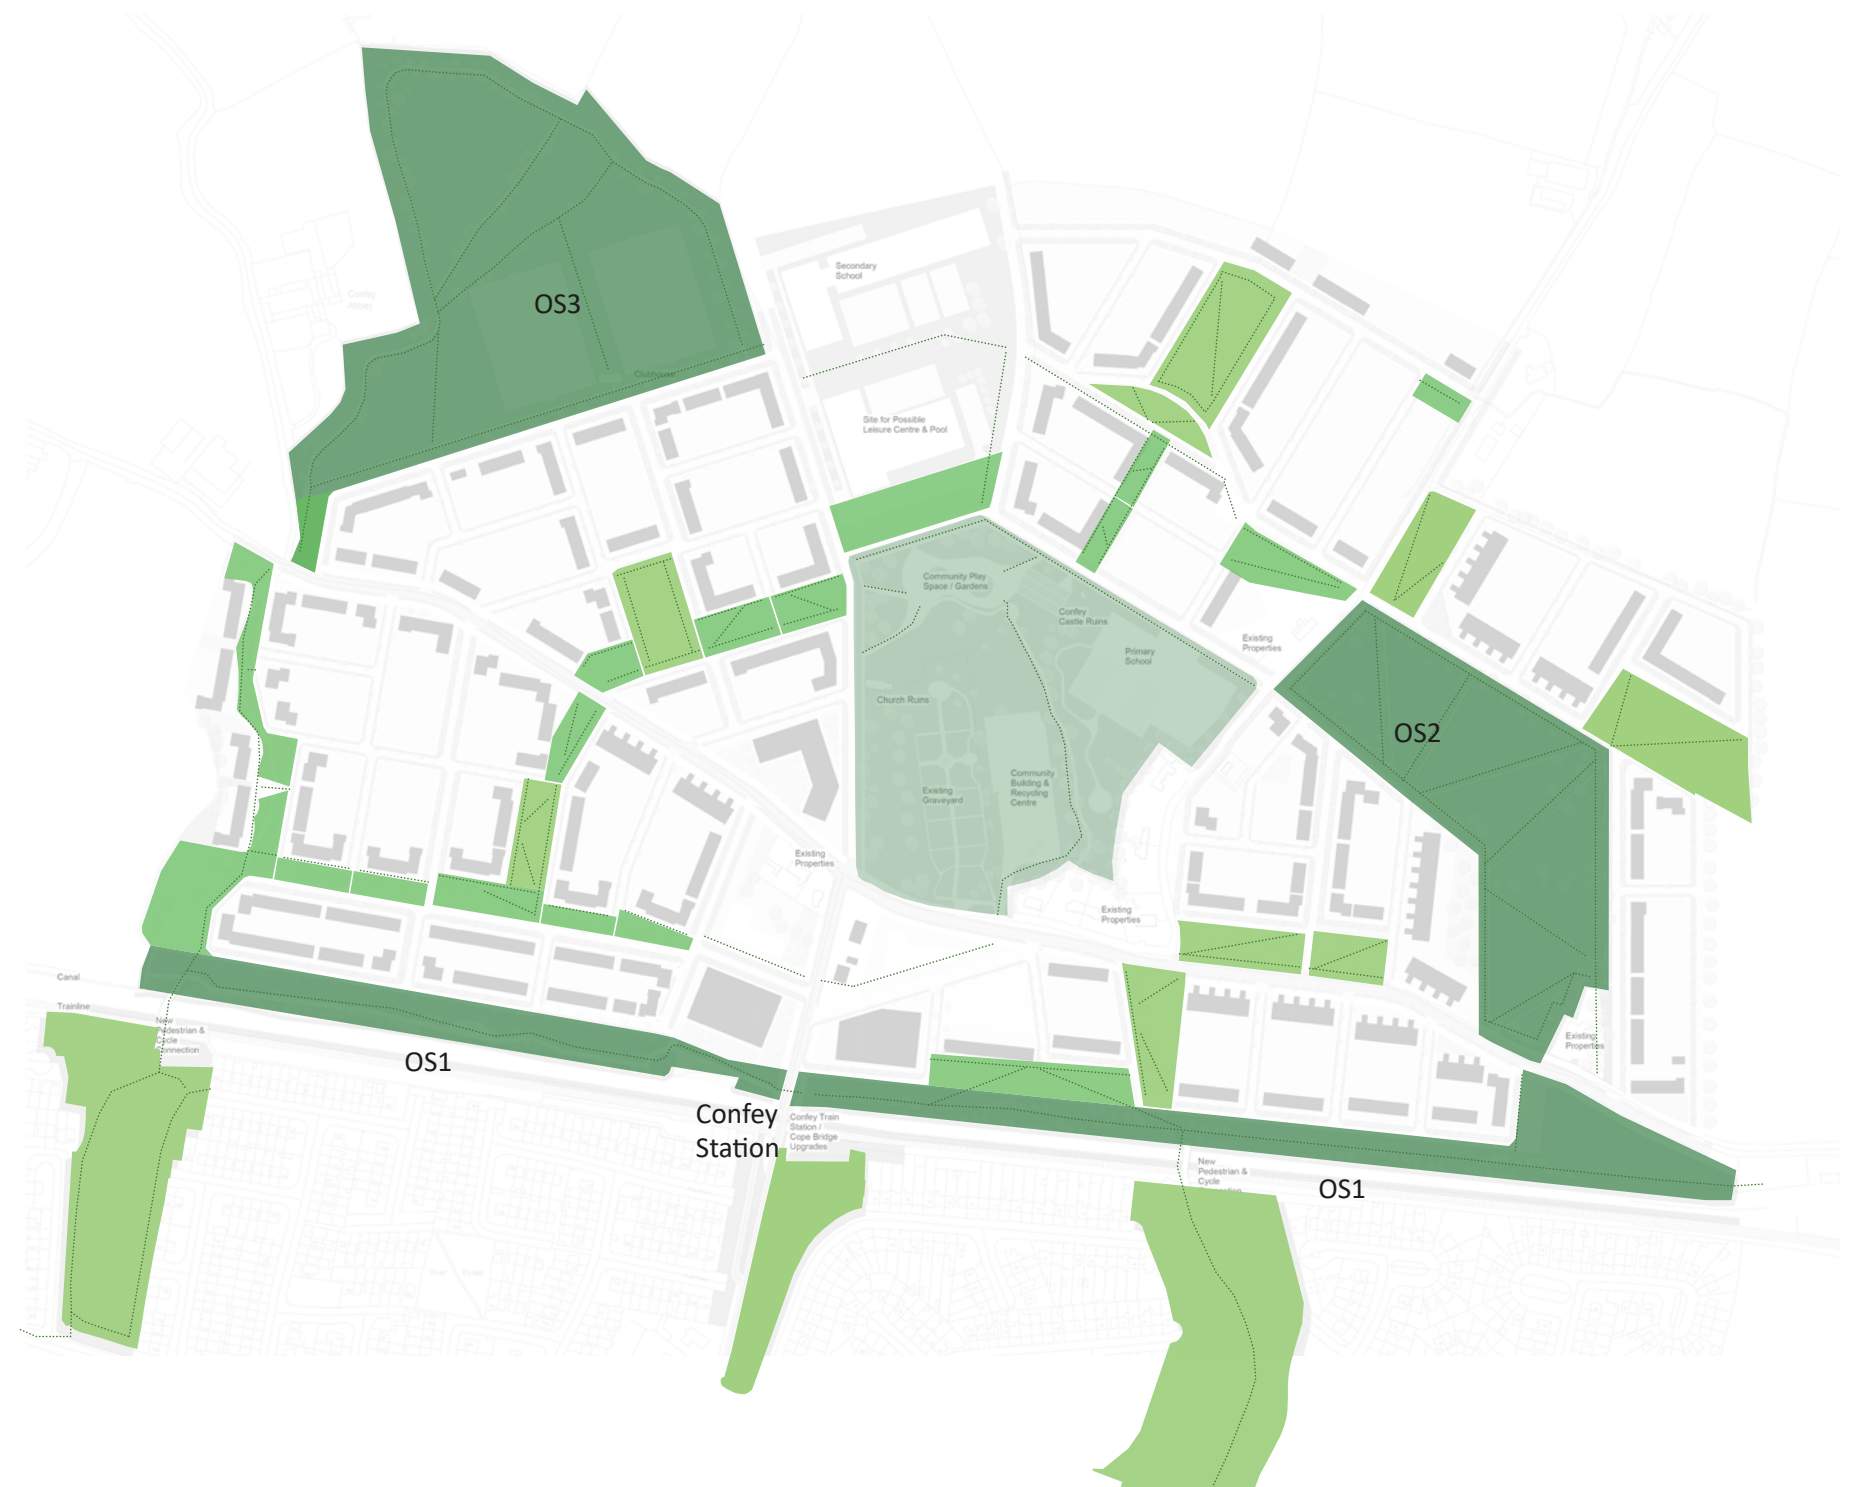 Secondary
School
Confey
Abbey
OS3
Clubhouse
Site for Possible
Leisure Centre & Pool
Community Play
Space / Gardens
Confey
Castle Ruins
Primary
School
Existing
Properties
Church Ruins
OS2
Community
Building &
Recycling
Centre
Existing
Graveyard
Existing
Properties
Existing
Properties
Canal
Trainline
New
Pedestrian &
Cycle
Connection
Existing
Properties
OS1
Confey
Station
Confey Train
Station /
Cope Bridge
Upgrades
New
Pedestrian &
Cycle
OS1